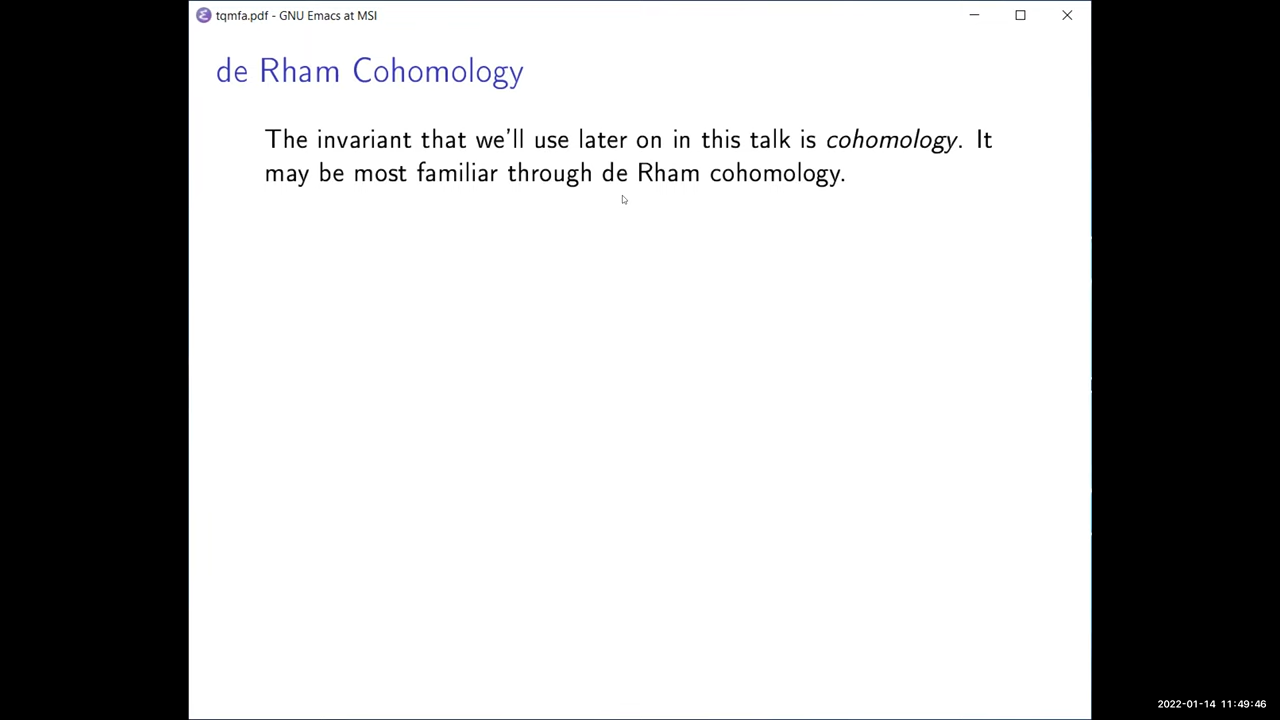 tqmfa.pdf - GNU Emacs at MSI
de Rham Cohomology
The invariant that we'll use later on in this talk is cohomology. It
may be most familiar through de Rham cohomology.
2022-01-14 11:49:46